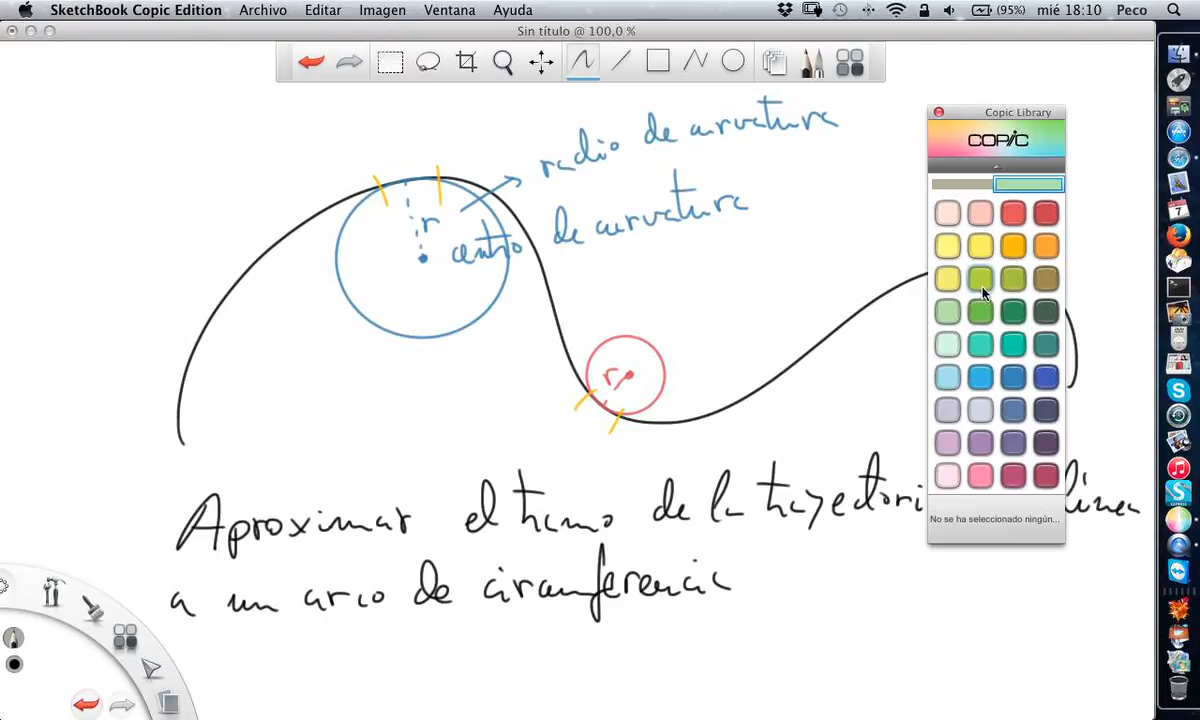 SketchBook Copic Edition Archivo Editar Imagen Ventana Ayuda (95%) mié 18:10 Peco
Sin título @ 100,0 %
Copic Library
COPIC
radio de curvatura
r
centro de curvatura
r
Aproximar el tramo de la trayectori línea
a un arco de circunferencia
No se ha seleccionado ningún...